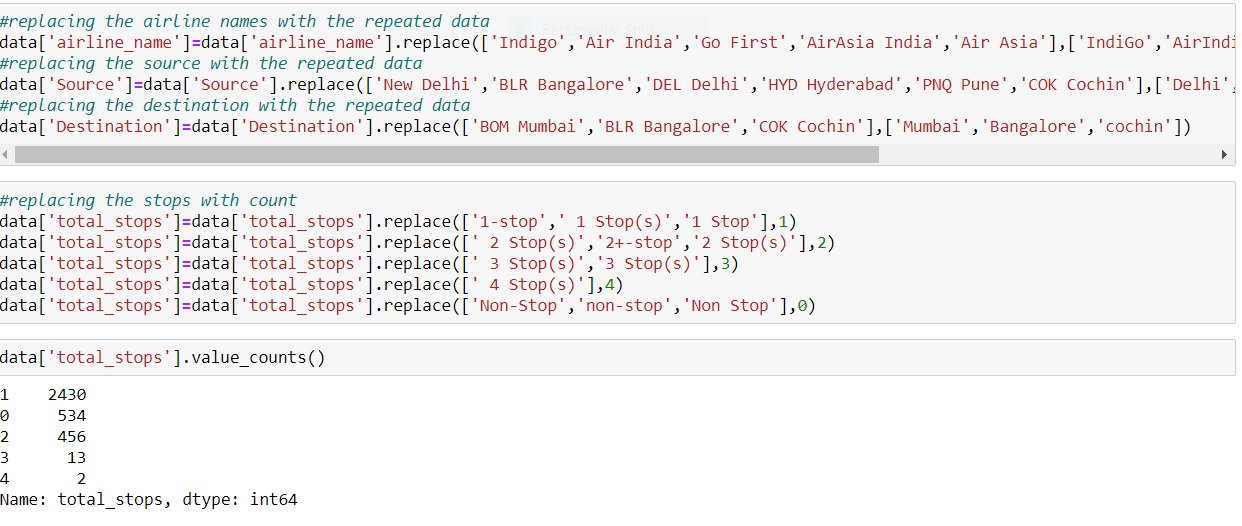 #replacing the airline names with the repeated data
data['airline_name']=data['airline_name'].replace(['Indigo','Air India','Go First','AirAsia India','Air Asia'],['IndiGo','AirIndi
#replacing the source with the repeated data
data['Source']=data['Source'].replace(['New Delhi','BLR Bangalore','DEL Delhi','HYD Hyderabad','PNQ Pune','COK Cochin'],['Delhi',
#replacing the destination with the repeated data
data['Destination']=data['Destination'].replace(['BOM Mumbai','BLR Bangalore','COK Cochin'],['Mumbai','Bangalore','cochin'])
#replacing the stops with count
data['total_stops']=data['total_stops'].replace(['1-stop',' 1 Stop(s)','1 Stop'],1)
data['total_stops']=data['total_stops'].replace([' 2 Stop(s)','2+-stop','2 Stop(s)'],2)
data['total_stops']=data['total_stops'].replace([' 3 Stop(s)','3 Stop(s)'],3)
data['total_stops']=data['total_stops'].replace([' 4 Stop(s)'],4)
data['total_stops']=data['total_stops'].replace(['Non-Stop','non-stop','Non Stop'],0)
data['total_stops'].value_counts()
1    2430
0     534
2     456
3      13
4       2
Name: total_stops, dtype: int64